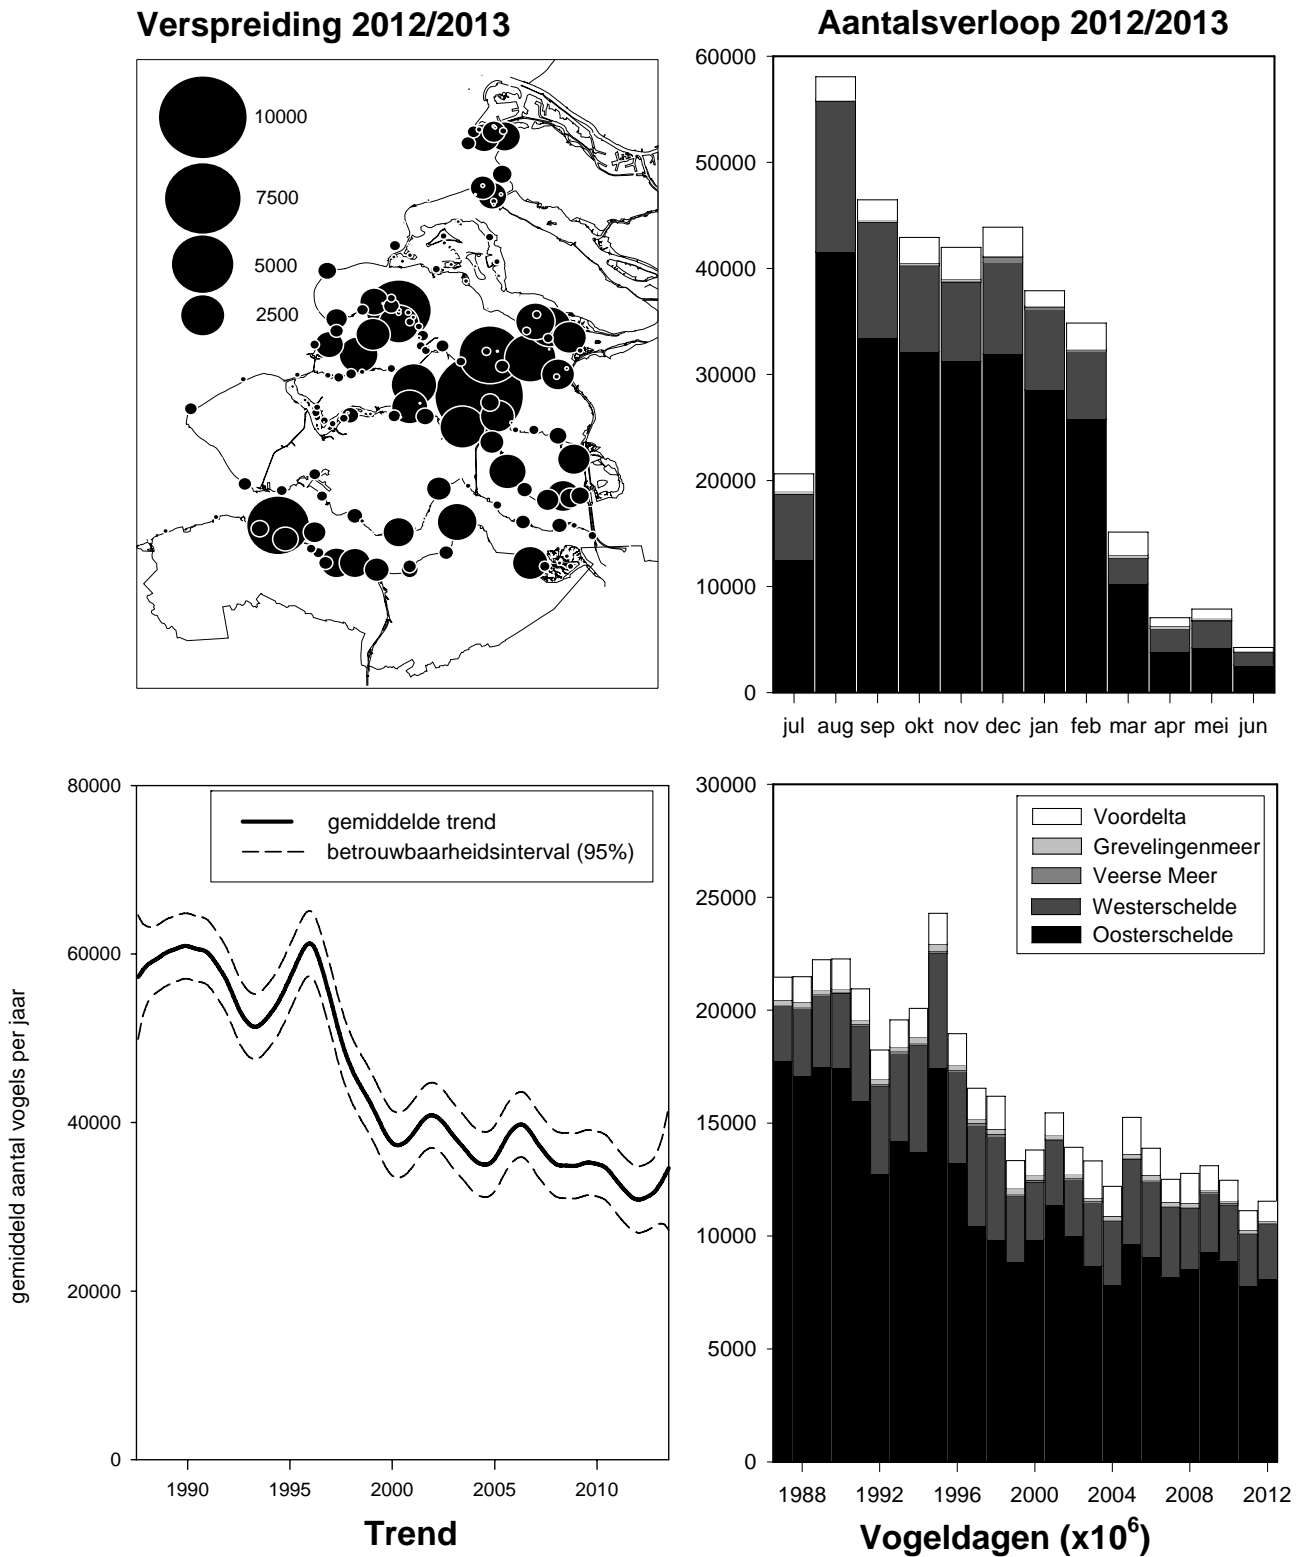 Verspreiding 2012/2013
10000
7500
5000
2500
Aantalsverloop 2012/2013
60000
50000
40000
30000
20000
10000
0
jul aug sep okt nov dec jan feb mar apr mei jun
80000
60000
40000
20000
0
gemiddeld aantal vogels per jaar
gemiddelde trend
betrouwbaarheidsinterval (95%)
1990 1995 2000 2005 2010
Trend
30000
25000
20000
15000
10000
5000
0
Voordelta
Grevelingenmeer
Veerse Meer
Westerschelde
Oosterschelde
1988 1992 1996 2000 2004 2008 2012
Vogeldagen (x10⁶)